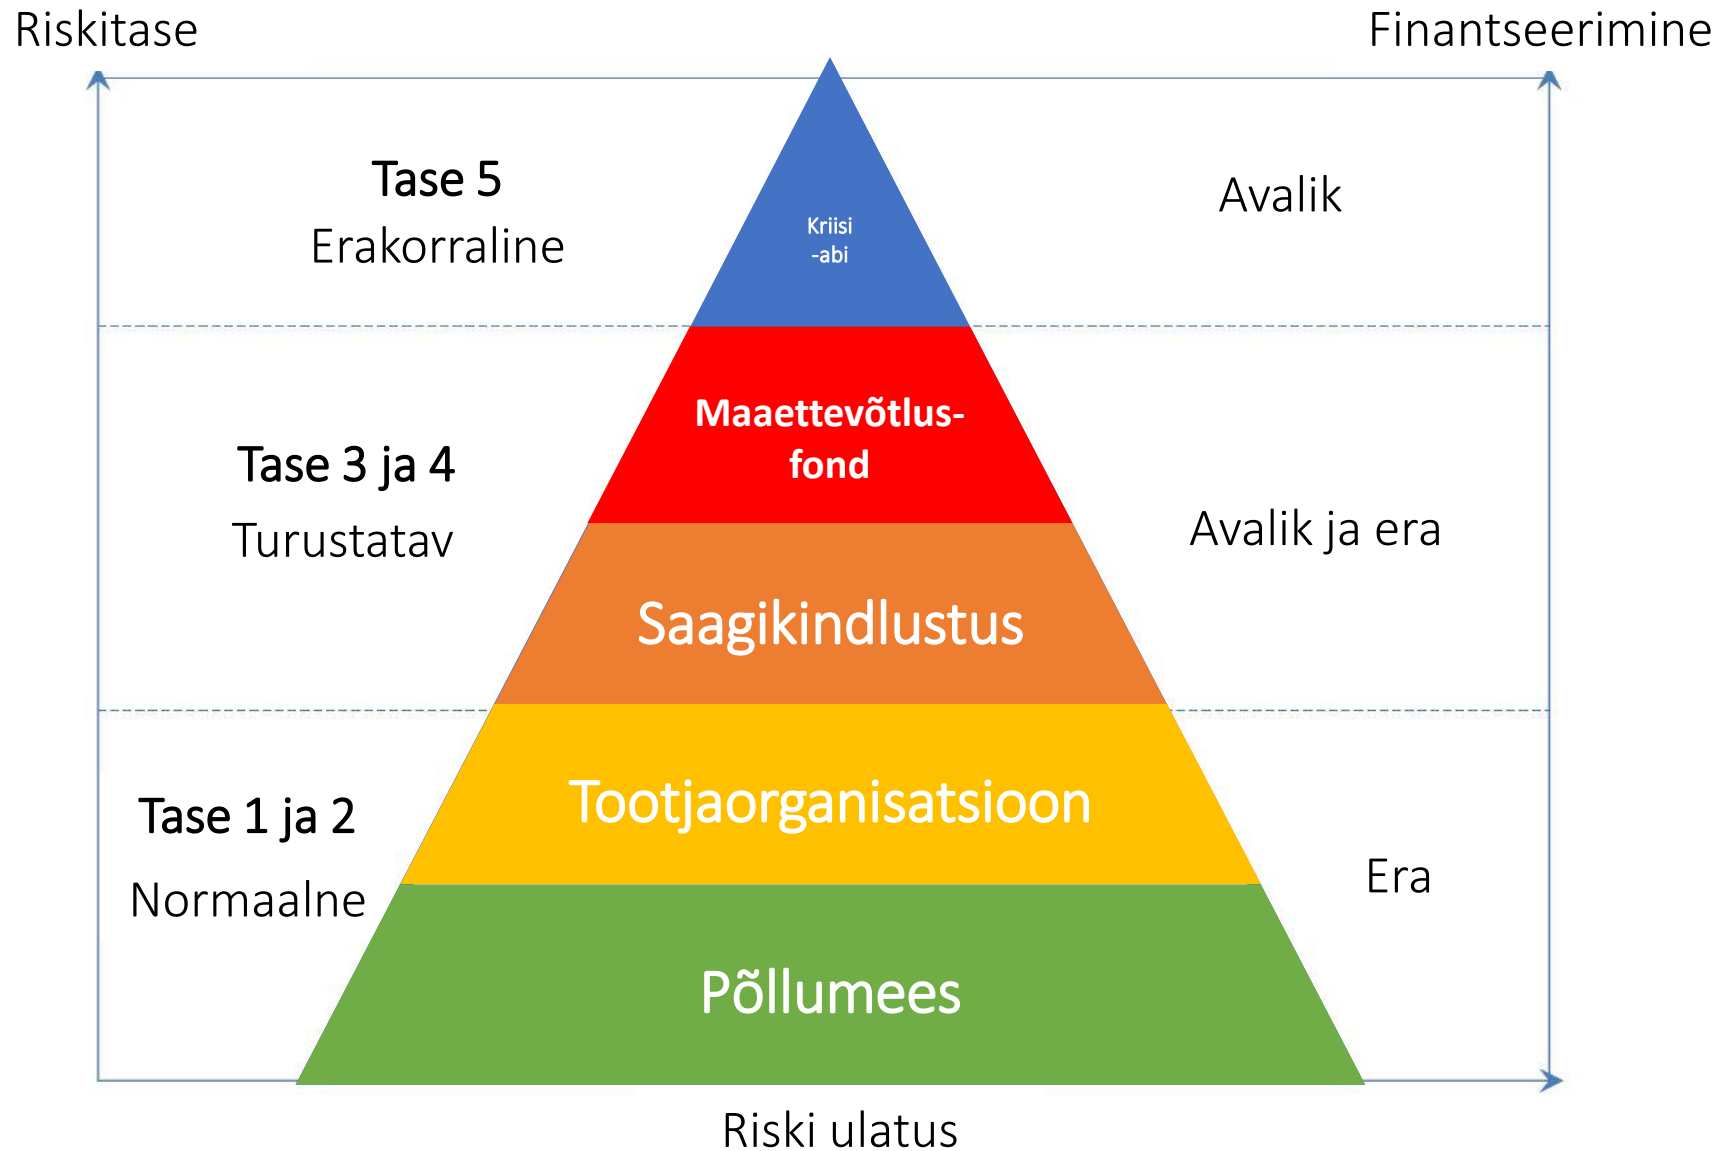 Riskitase
Finantseerimine
Tase 5
Erakorraline
Kriisi
-abi
Avalik
Tase 3 ja 4
Turustatav
Maaettevõtlus-
fond
Saagikindlustus
Avalik ja era
Tase 1 ja 2
Normaalne
Tootjaorganisatsioon
Põllumees
Era
Riski ulatus